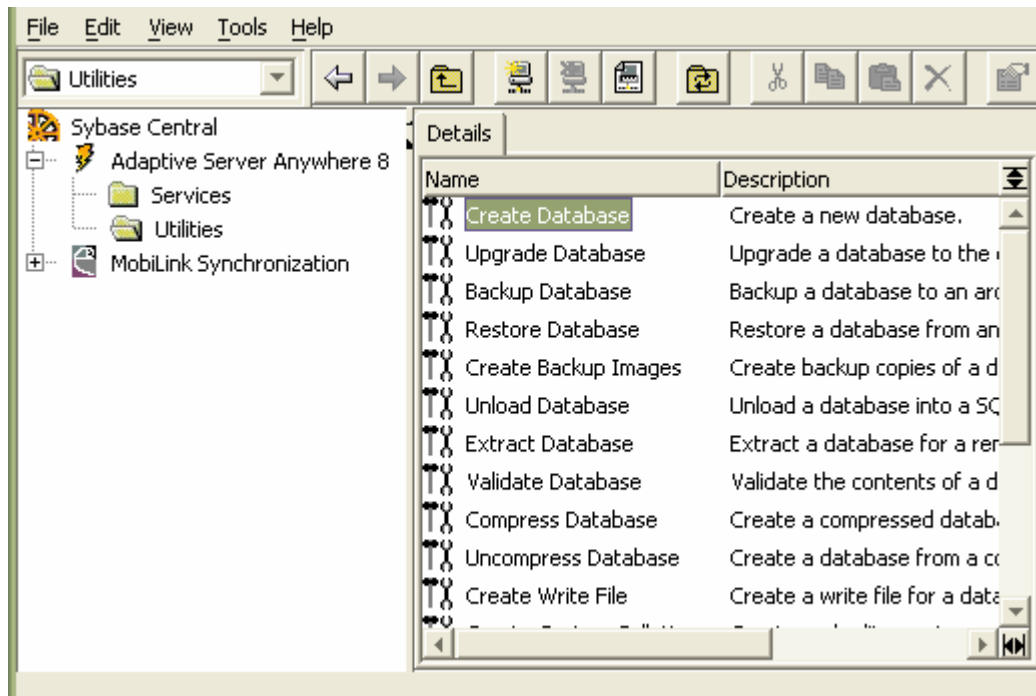 File Edit View Tools Help
Utilities
Sybase Central
Adaptive Server Anywhere 8
Services
Utilities
MobiLink Synchronization
Details
Name Description
Create Database Create a new database.
Upgrade Database Upgrade a database to the
Backup Database Backup a database to an
Restore Database Restore a database from an
Create Backup Images Create backup copies of a
Unload Database Unload a database into a
Extract Database Extract a database for a
Validate Database Validate the contents of a
Compress Database Create a compressed
Uncompress Database Create a database from a
Create Write File Create a write file for a